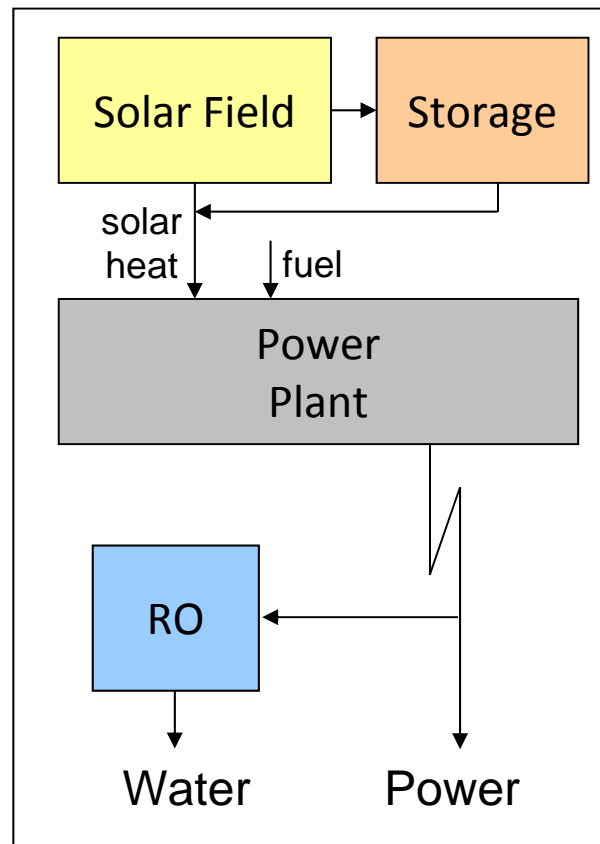 Solar Field
Storage
solar
heat
fuel
Power
Plant
RO
Water
Power